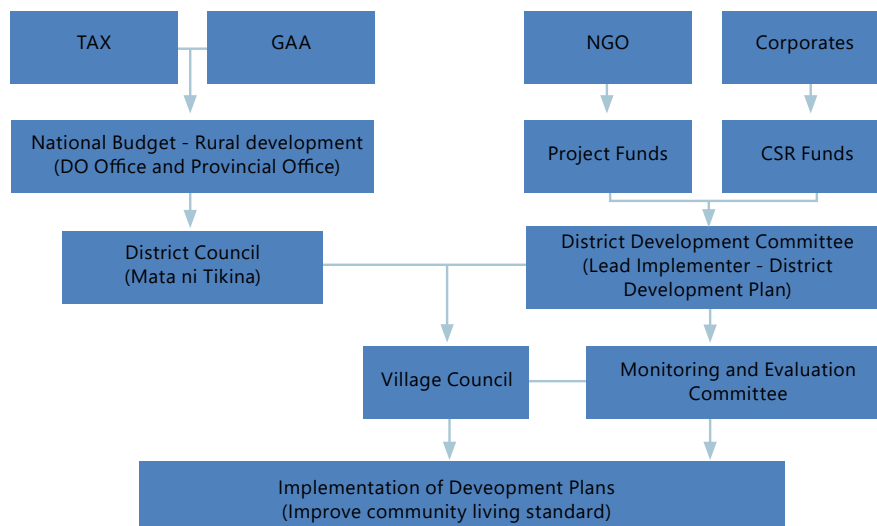 TAX
GAA
NGO
Corporates
National Budget - Rural development
(DO Office and Provincial Office)
Project Funds
CSR Funds
District Council
(Mata ni Tikina)
District Development Committee
(Lead Implementer - District
Development Plan)
Village Council
Monitoring and Evaluation
Committee
Implementation of Deveopment Plans
(Improve community living standard)